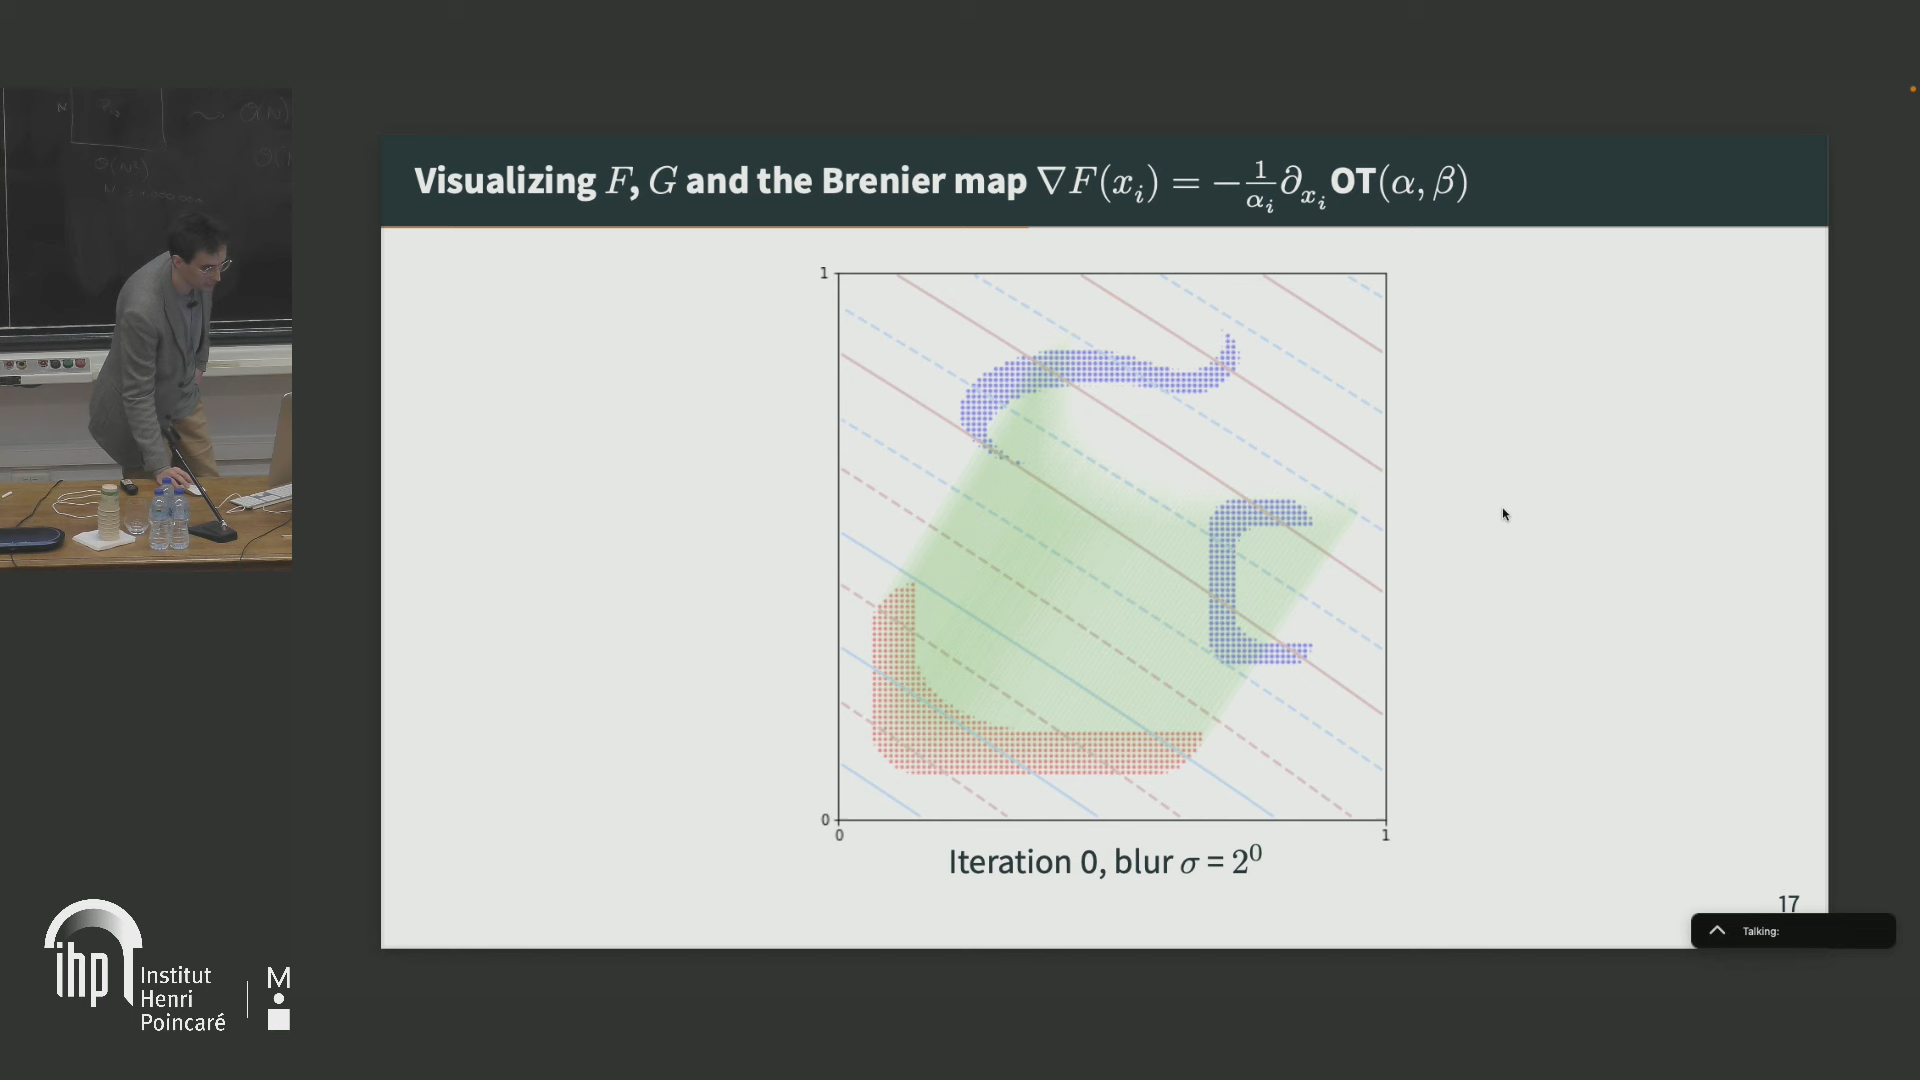 Visualizing F, G and the Brenier map ∇F(xᵢ) = −1/αᵢ ∂ₓᵢ OT(α, β)
1
0
0
1
Iteration 0, blur σ = 2⁰
17
Talking:
ihp
Institut
Henri
Poincaré
M
N
O(N²)